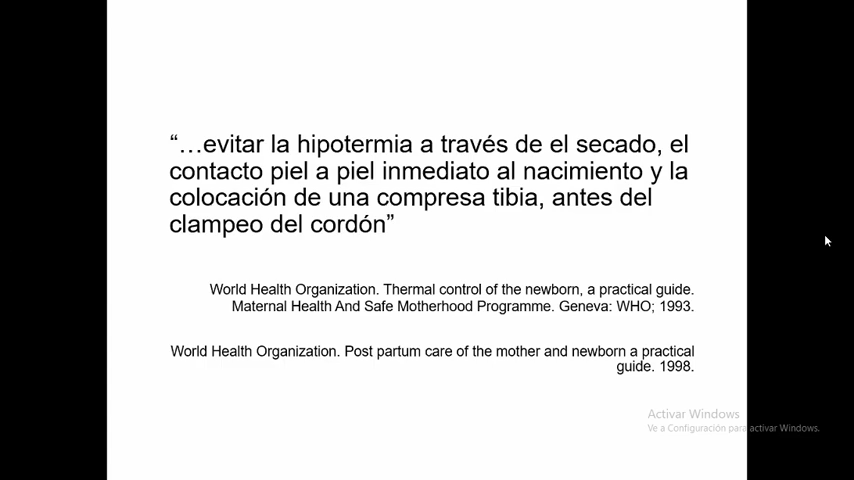 “…evitar la hipotermia a través de el secado, el
contacto piel a piel inmediato al nacimiento y la
colocación de una compresa tibia, antes del
clampeo del cordón”
World Health Organization. Thermal control of the newborn, a practical guide.
Maternal Health And Safe Motherhood Programme. Geneva: WHO; 1993.
World Health Organization. Post partum care of the mother and newborn a practical
guide. 1998.
Activar Windows
Ve a Configuración para activar Windows.